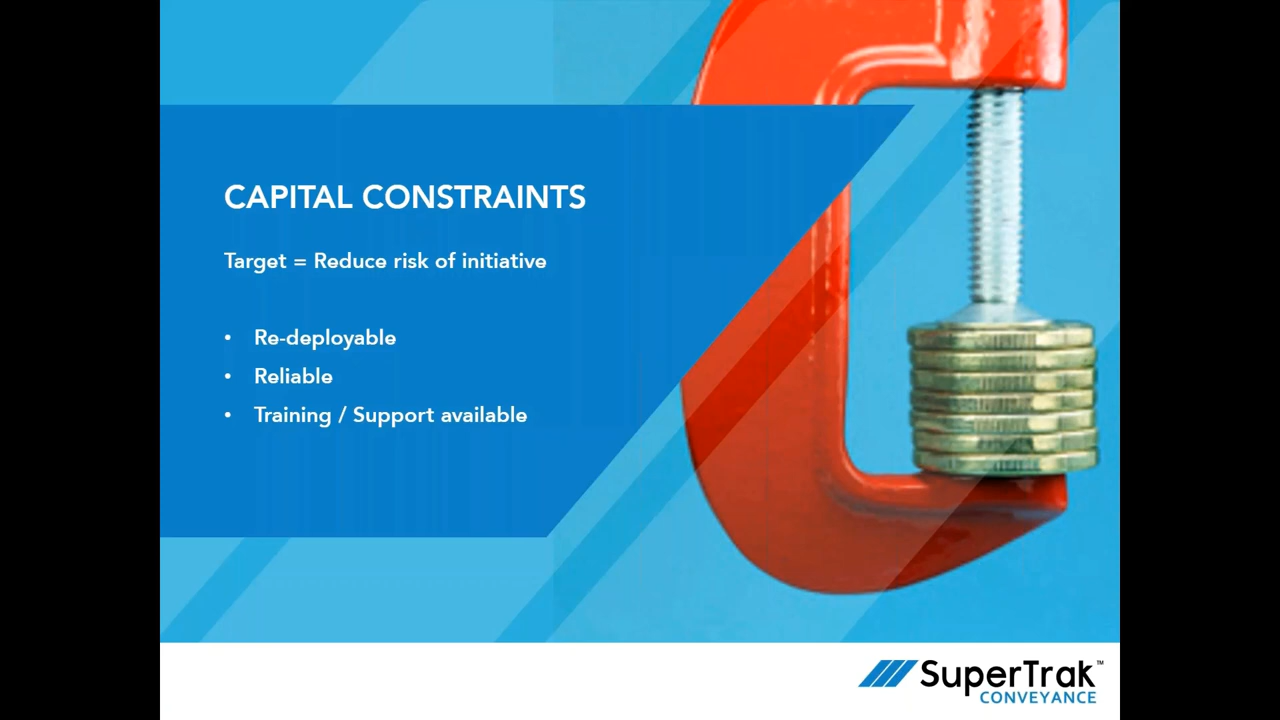 CAPITAL CONSTRAINTS
Target = Reduce risk of initiative
• Re-deployable
• Reliable
• Training / Support available
SuperTrak™
CONVEYANCE